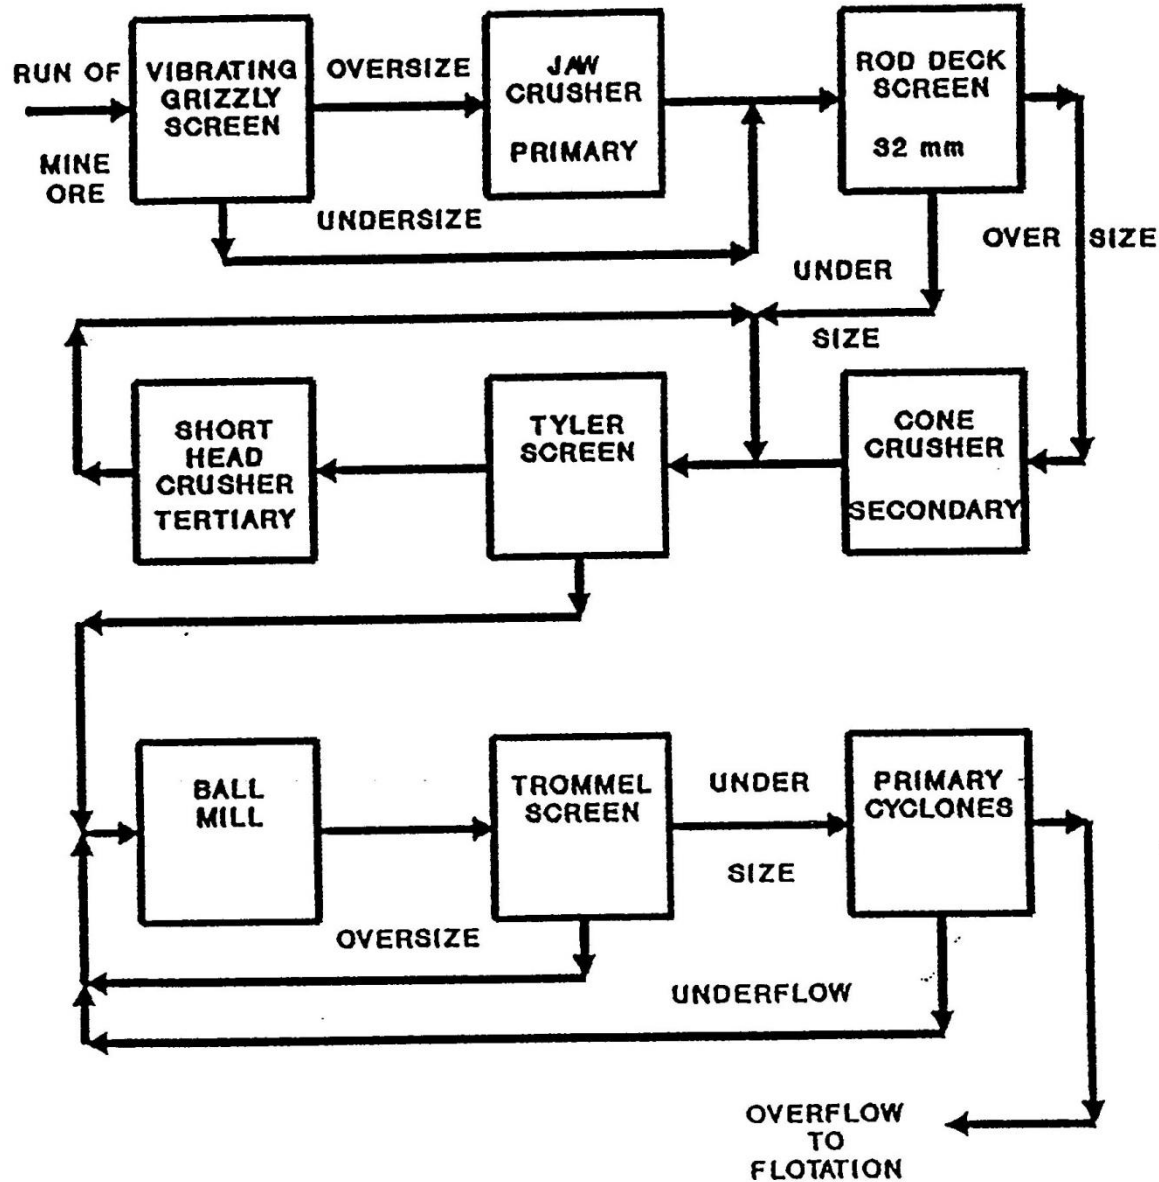 RUN OF
MINE
ORE
VIBRATING
GRIZZLY
SCREEN
OVERSIZE
JAW
CRUSHER
PRIMARY
ROD DECK
SCREEN
32 mm
UNDERSIZE
OVER SIZE
UNDER
SIZE
SHORT
HEAD
CRUSHER
TERTIARY
TYLER
SCREEN
CONE
CRUSHER
SECONDARY
BALL
MILL
TROMMEL
SCREEN
UNDER
SIZE
PRIMARY
CYCLONES
OVERSIZE
UNDERFLOW
OVERFLOW
TO
FLOTATION